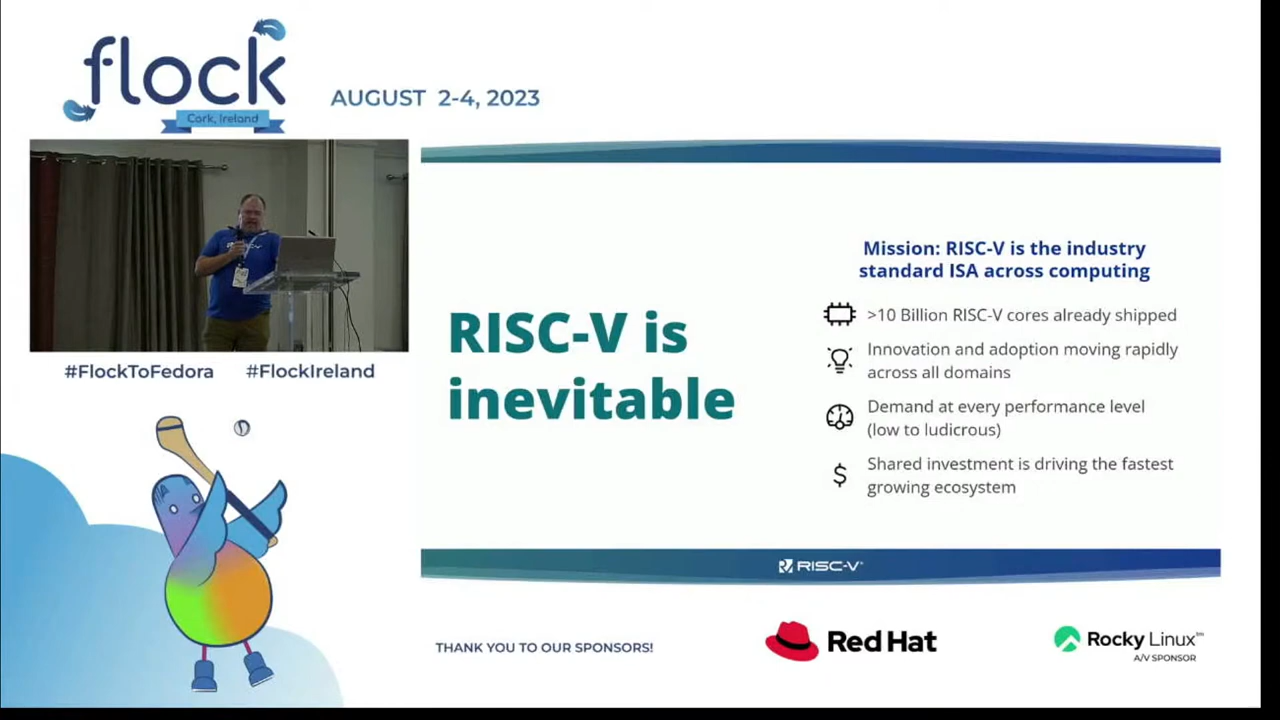 flock
Cork, Ireland
AUGUST 2-4, 2023
RISC-V
#FlockToFedora #FlockIreland
RISC-V is
inevitable
Mission: RISC-V is the industry
standard ISA across computing
>10 Billion RISC-V cores already shipped
Innovation and adoption moving rapidly
across all domains
Demand at every performance level
(low to ludicrous)
$ Shared investment is driving the fastest
growing ecosystem
RISC-V®
THANK YOU TO OUR SPONSORS!
Red Hat
Rocky Linux™
A/V SPONSOR